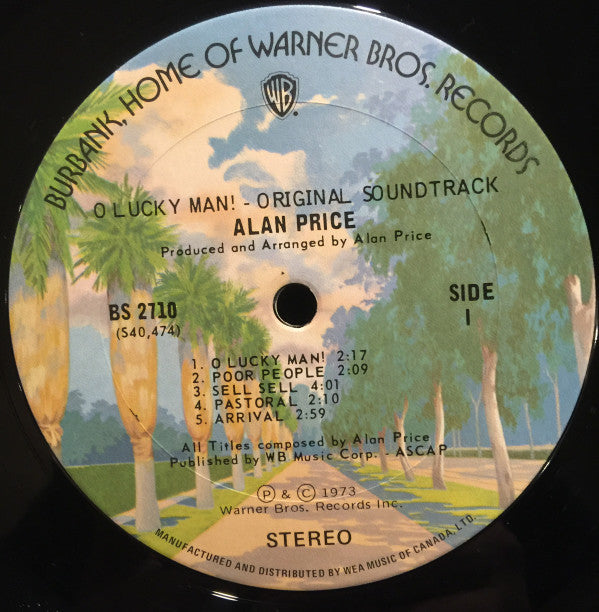 BURBANK, HOME OF WARNER BROS. RECORDS
WB
O LUCKY MAN! - ORIGINAL SOUNDTRACK
ALAN PRICE
Produced and Arranged by Alan Price
BS 2710
(S40,474)
SIDE
I
1. O LUCKY MAN! 2:17
2. POOR PEOPLE 2:09
3. SELL SELL 4:01
4. PASTORAL 2:10
5. ARRIVAL 2:59
All Titles composed by Alan Price
Published by WB Music Corp. - ASCAP
Ⓟ & Ⓒ 1973
Warner Bros. Records Inc.
STEREO
MANUFACTURED AND DISTRIBUTED BY WEA MUSIC OF CANADA, LTD.